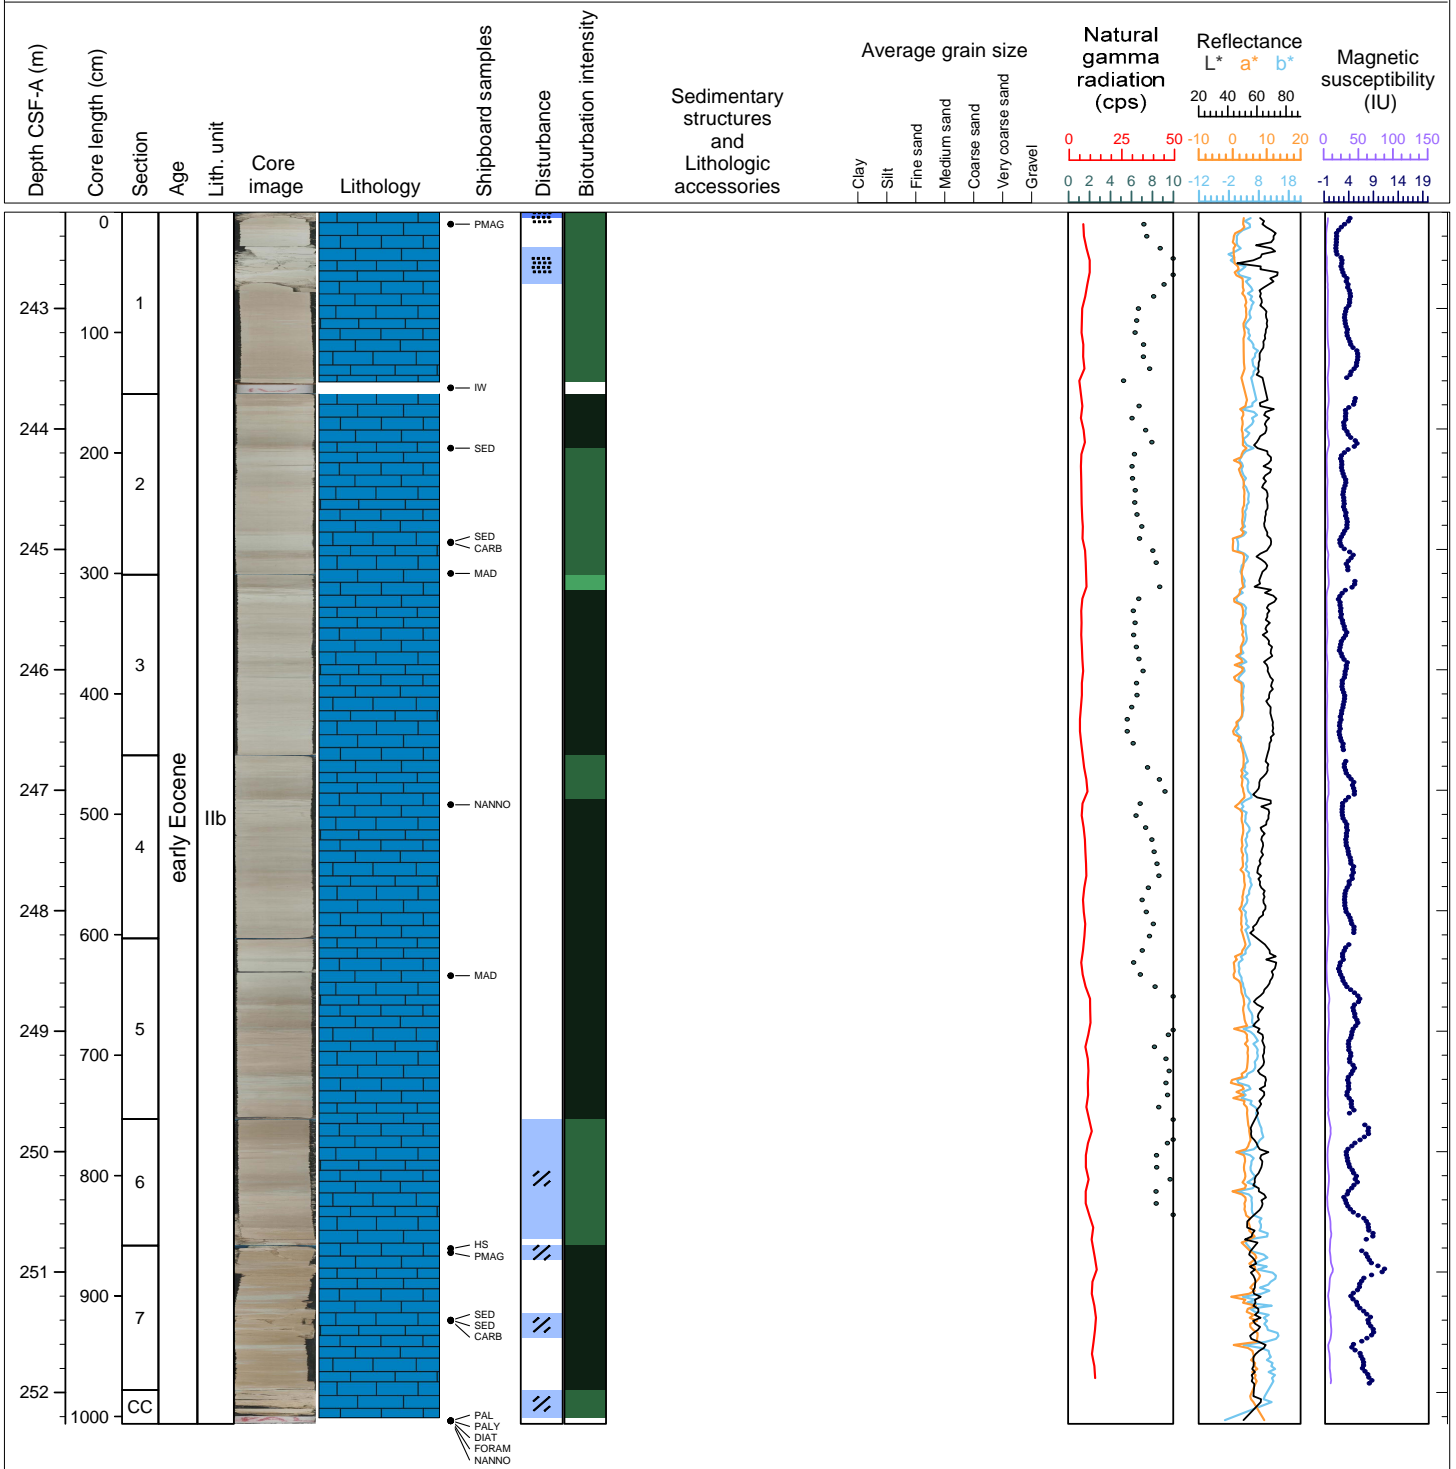 Depth CSF-A (m)
Core length (cm)
Section
Age
Lith. unit
Core
image
Lithology
Shipboard samples
Disturbance
Bioturbation intensity
Sedimentary
structures
and
Lithologic
accessories
Average grain size
Clay
Silt
Fine sand
Medium sand
Coarse sand
Very coarse sand
Gravel
Natural
gamma
radiation
(cps)
0 25 50
0 2 4 6 8 10
Reflectance
L* a* b*
20 40 60 80
-10 0 10 20
-12 -2 8 18
Magnetic
susceptibility
(IU)
0 50 100 150
-1 4 9 14 19
0
PMAG
1
243
100
IW
244
200
SED
2
SED
CARB
245
300
MAD
3
246
400
247
early Eocene
IIb
500
NANNO
4
248
600
MAD
5
249
700
250
800
6
HS
PMAG
251
900
7
SED
SED
CARB
252
CC
1000
PAL
PALY
DIAT
FORAM
NANNO